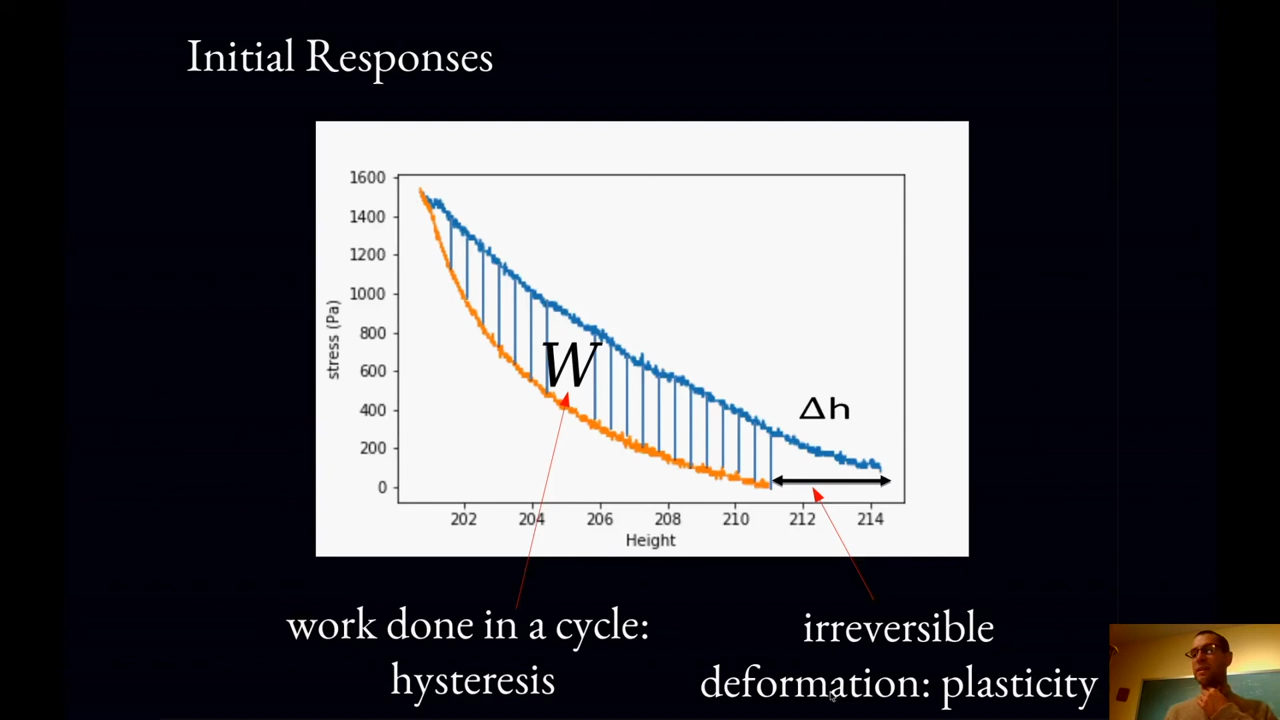 Initial Responses
1600
1400
1200
1000
800
600
400
200
0
stress (Pa)
W
Δh
202 204 206 208 210 212 214
Height
work done in a cycle:
hysteresis
irreversible
deformation: plasticity